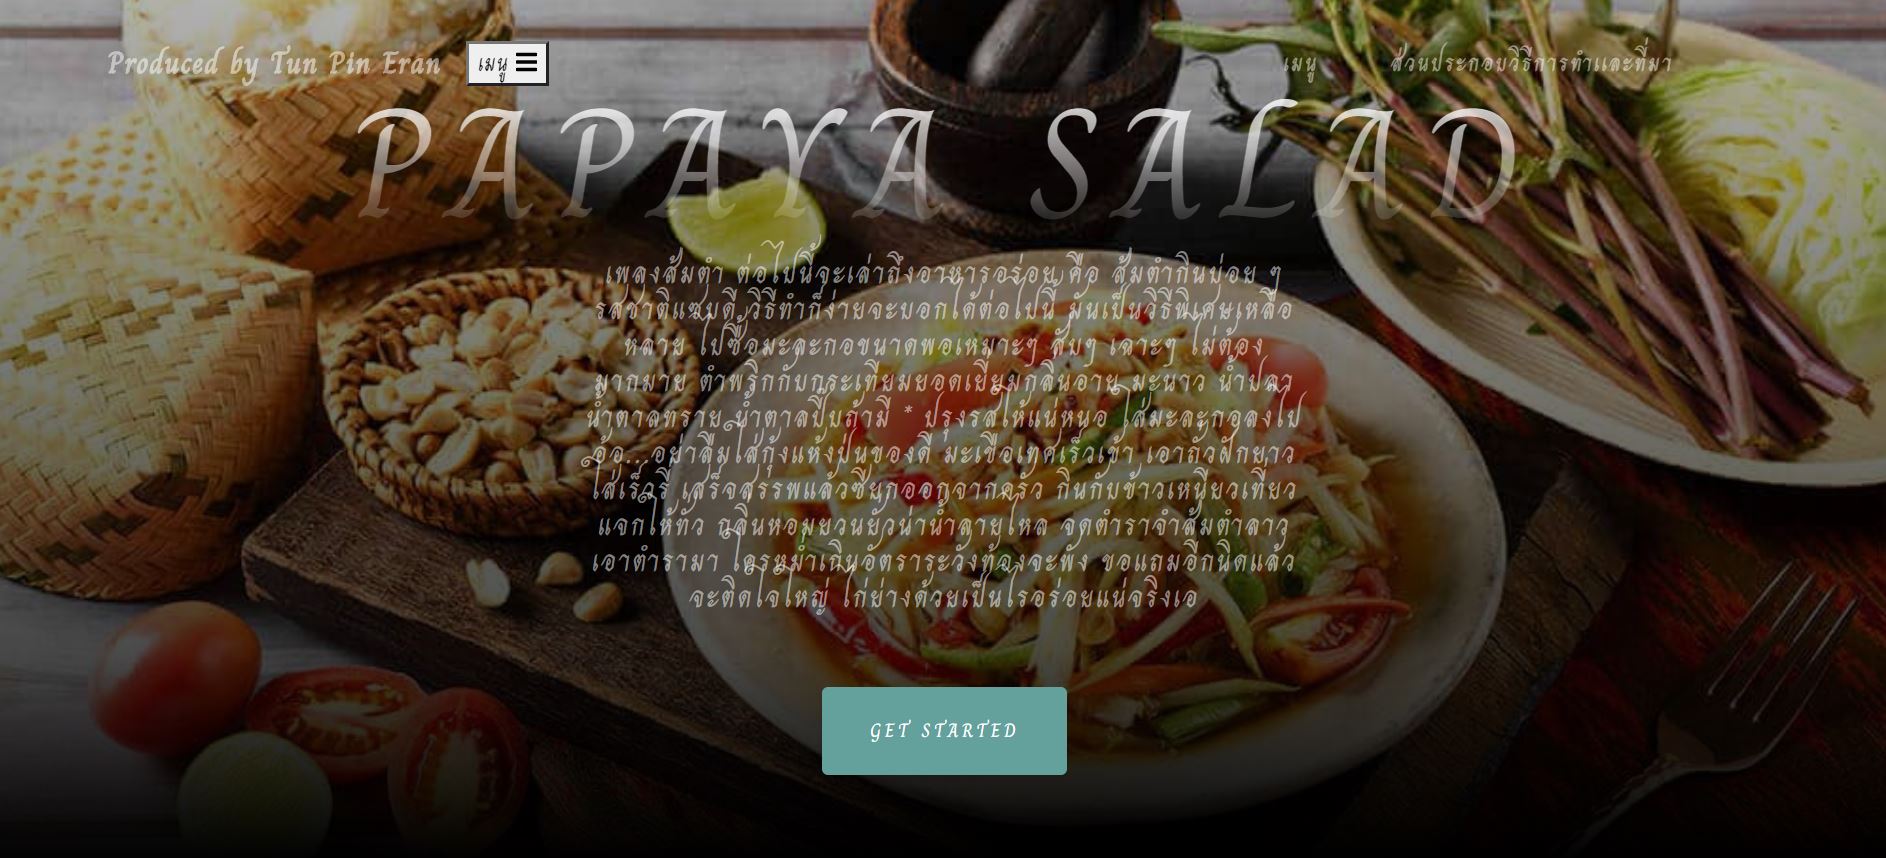 Produced by Tun Pin Eran
เมนู
เมนู
ส่วนประกอบวิธีการทำและที่มา
PAPAYA SALAD
เพลงส้มตำ ต่อไปนี้จะเล่าถึงอาหารอร่อย คือ ส้มตำกินบ่อย ๆ
รสชาติแซบดี วิธีทำก็ง่ายจะบอกได้ต่อไปนี้ มันเป็นวิธีพิเศษเหลือ
หลาย ไปซื้อมะละกอขนาดพอเหมาะๆ สับๆ เฉาะๆ ไม่ต้อง
มากมาย ตำพริกกับกระเทียมยอดเยี่ยมกลิ่นอาย มะนาว น้ำปลา
น้ำตาลทราย น้ำตาลปี๊บถ้ามี * ปรุงรสให้แน่หนอ ใส่มะละกอลงไป
อ้อ...อย่าลืมใส่กุ้งแห้งป่นของดี มะเขือเทศเร็วเข้า เอาถั่วฝักยาว
ใส่เร็วรี่ เสร็จสรรพแล้วซียกออกจากครัว กินกับข้าวเหนียวเที่ยว
แจกให้ทั่ว กลิ่นหอมยวนยั่วน่าน้ำลายไหล จดตำราจำส้มตำลาว
เอาตำรามา ใครหม่ำเกินอัตราระวังท้องจะพัง ขอแถมอีกนิดแล้ว
จะติดใจใหญ่ ไก่ย่างด้วยเป็นไรอร่อยแน่จริงเอ
GET STARTED